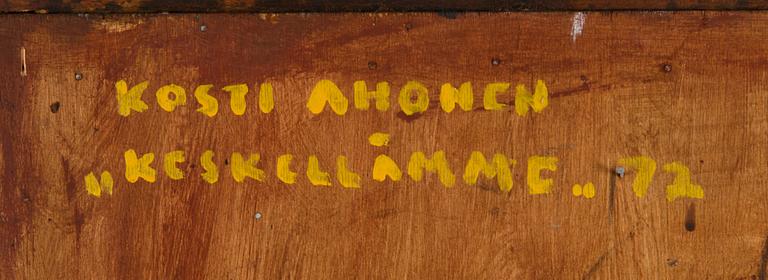 KOSTI AHONEN
„KESKELLÄMME„ 72